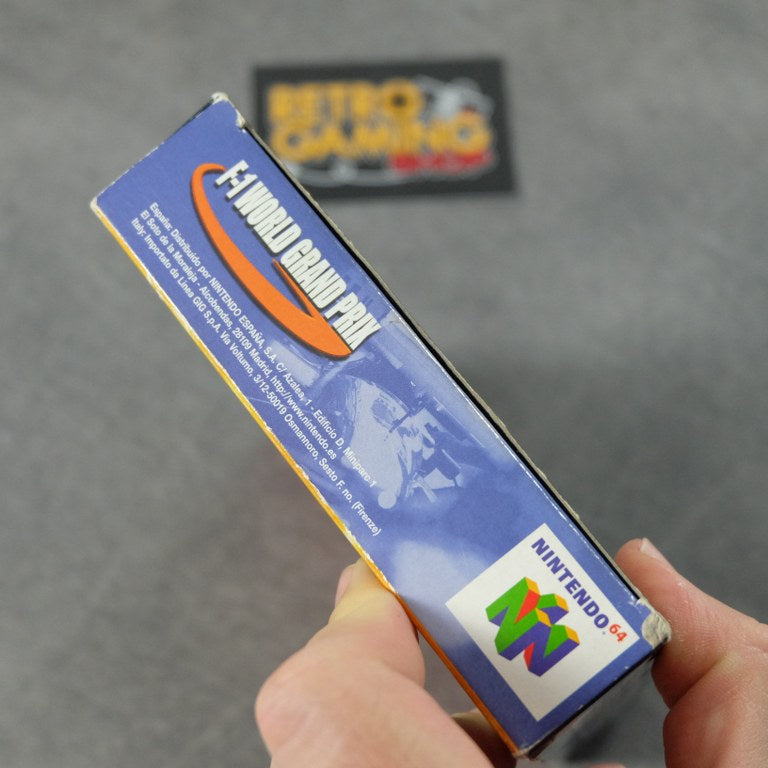 RETRO
GAMING
SHOP
F-1 WORLD GRAND PRIX
España: Distribuido por NINTENDO ESPAÑA, S.A. C/ Azalea, 1 - Edificio D, Miniparc 1
El Soto de la Moraleja - Alcobendas, 28109 Madrid, http://www.nintendo.es
Italy: Importato da Linea GIG S.p.A. Via Volturno, 3/12-50019 Osmannoro, Sesto F. no. (Firenze)
NINTENDO 64